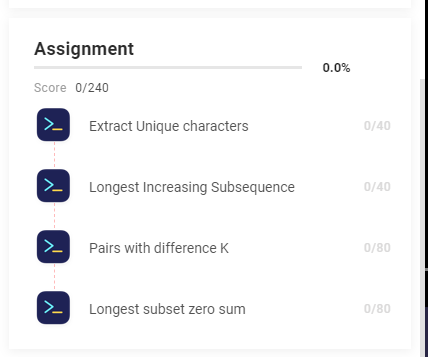 Assignment
0.0%
Score 0/240
Extract Unique characters 0/40
Longest Increasing Subsequence 0/40
Pairs with difference K 0/80
Longest subset zero sum 0/80